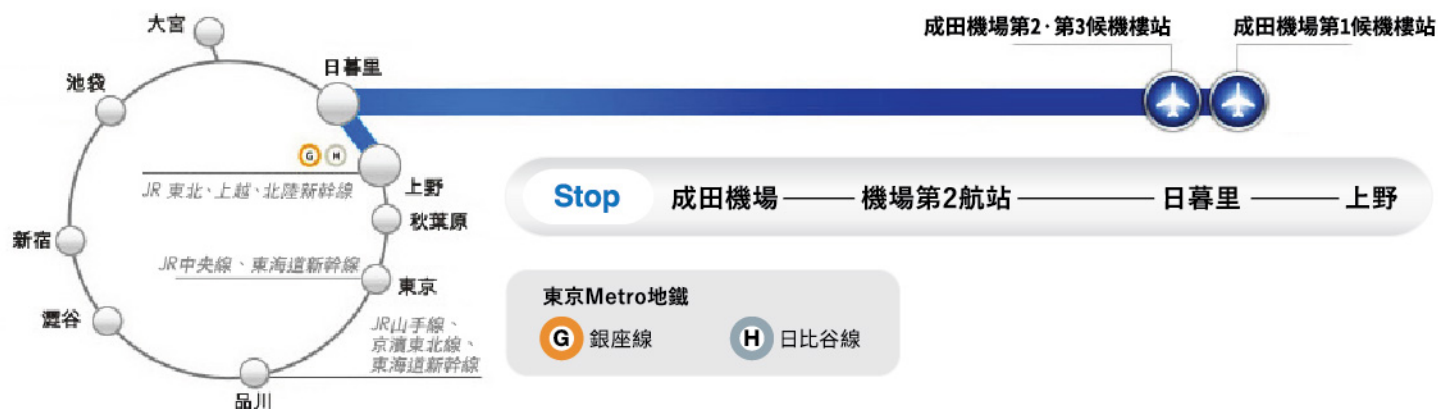 大宮
成田機場第2·第3候機樓站
成田機場第1候機樓站
日暮里
池袋
G H
JR 東北、上越、北陸新幹線
上野
Stop 成田機場 機場第2航站 日暮里 上野
秋葉原
新宿
JR中央線、東海道新幹線
東京
東京Metro地鐵
G 銀座線 H 日比谷線
澀谷
JR山手線、
京濱東北線、
東海道新幹線
品川